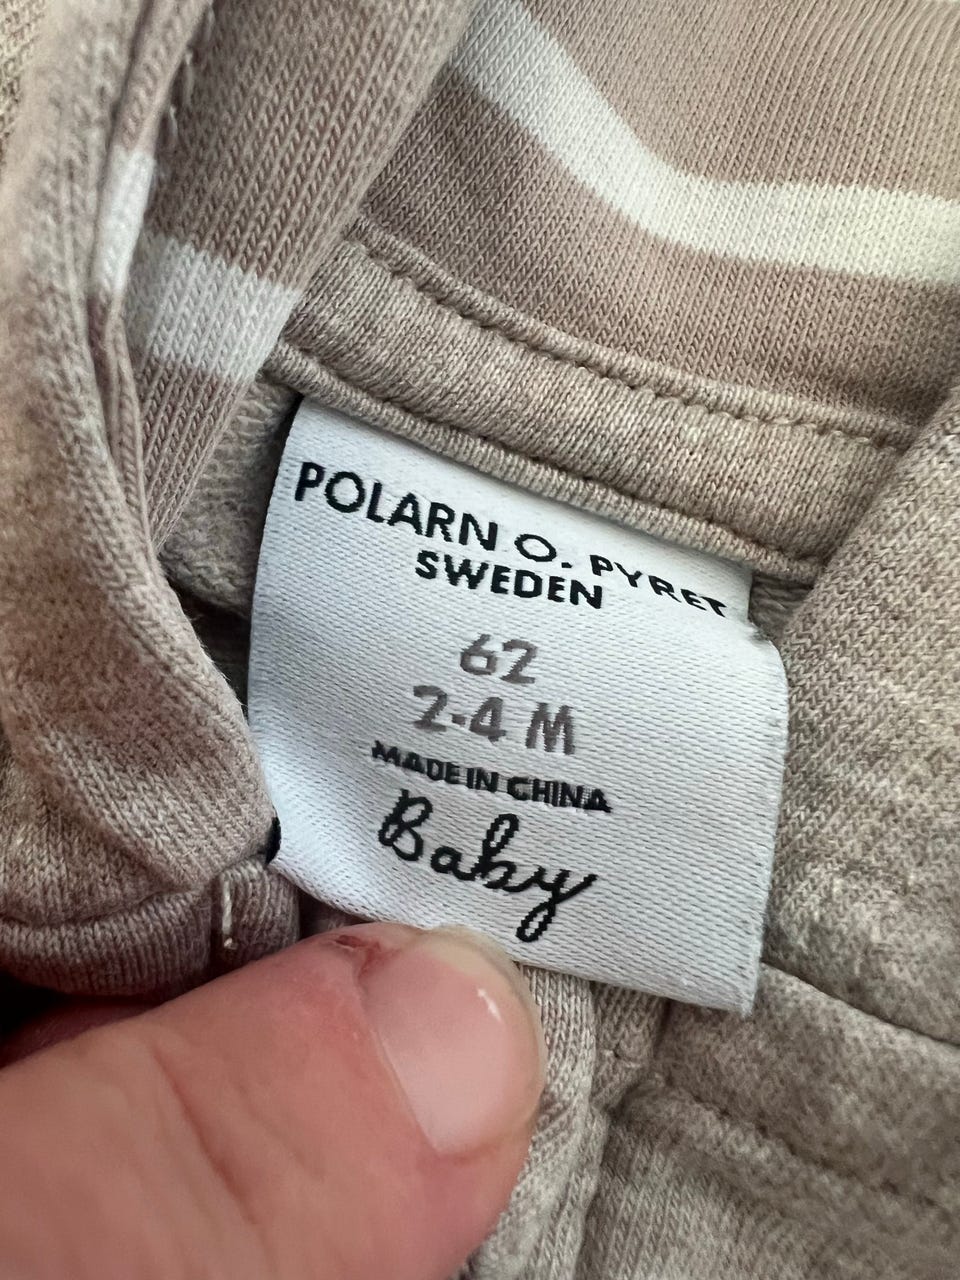 POLARN O. PYRET
SWEDEN
62
2-4 M
MADE IN CHINA
Baby